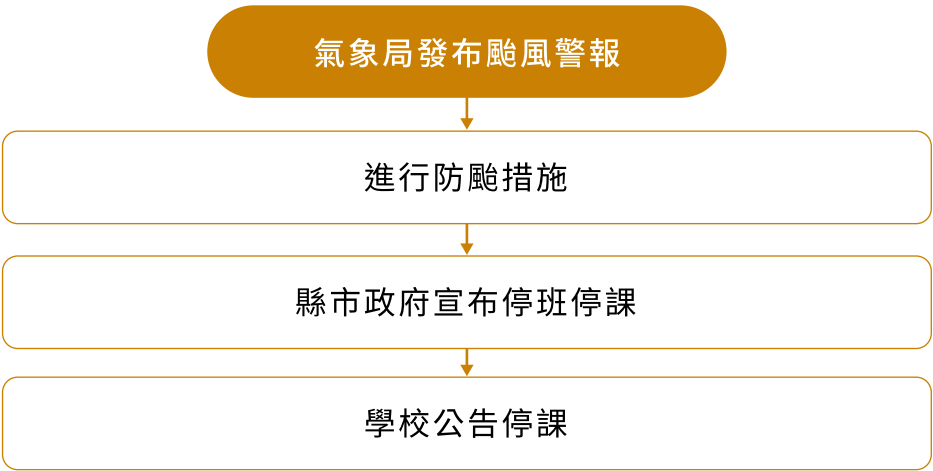 氣象局發布颱風警報
進行防颱措施
縣市政府宣布停班停課
學校公告停課